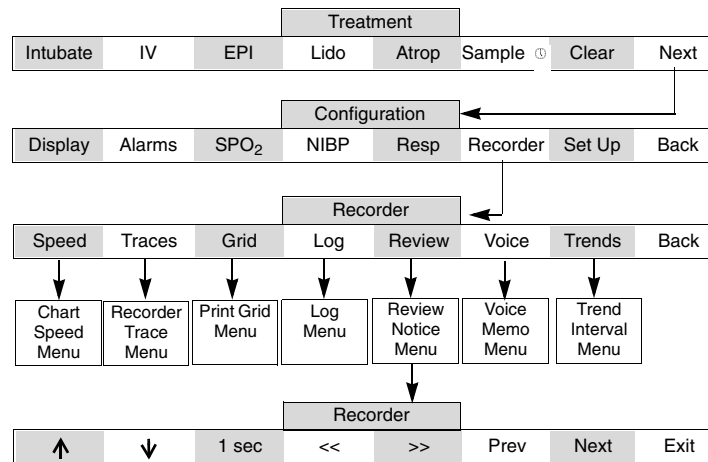 Treatment
Intubate IV EPI Lido Atrop Sample Clear Next
Configuration
Display Alarms SPO2 NIBP Resp Recorder Set Up Back
Recorder
Speed Traces Grid Log Review Voice Trends Back
Chart Speed Menu
Recorder Trace Menu
Print Grid Menu
Log Menu
Review Notice Menu
Voice Memo Menu
Trend Interval Menu
Recorder
↑ ↓ 1 sec << >> Prev Next Exit